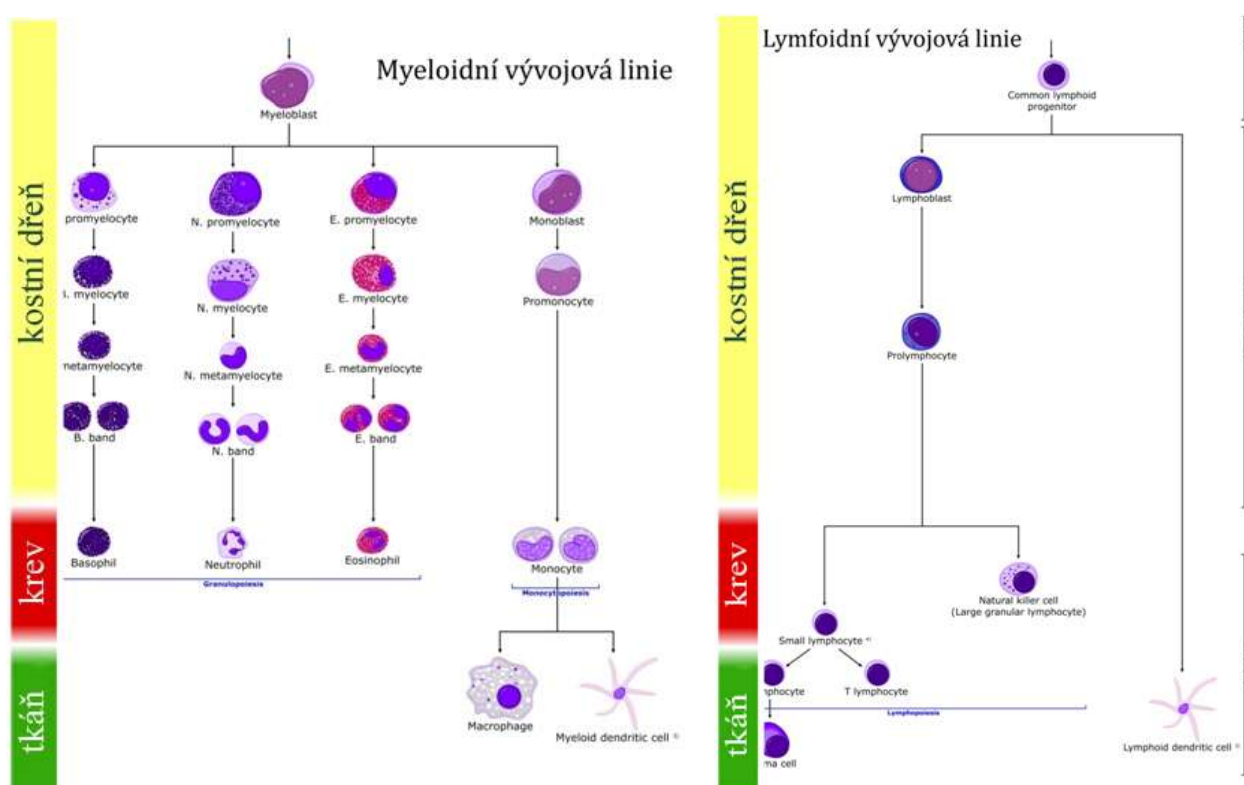 Myeloidní vývojová linie
kostní dřeň
krev
tkáň
Myeloblast
promyelocyte
N. promyelocyte
E. promyelocyte
Monoblast
myelocyte
N. myelocyte
E. myelocyte
Promonocyte
metamyelocyte
N. metamyelocyte
E. metamyelocyte
B. band
N. band
E. band
Basophil
Neutrophil
Eosinophil
Monocyte
Granulopoiesis
Monocytopoiesis
Macrophage
Myeloid dendritic cell
Lymfoidní vývojová linie
kostní dřeň
krev
tkáň
Common lymphoid
progenitor
Lymphoblast
Prolymphocyte
Natural killer cell
(Large granular lymphocyte)
Small lymphocyte
T lymphocyte
Lymphopoiesis
cell
Lymphoid dendritic cell